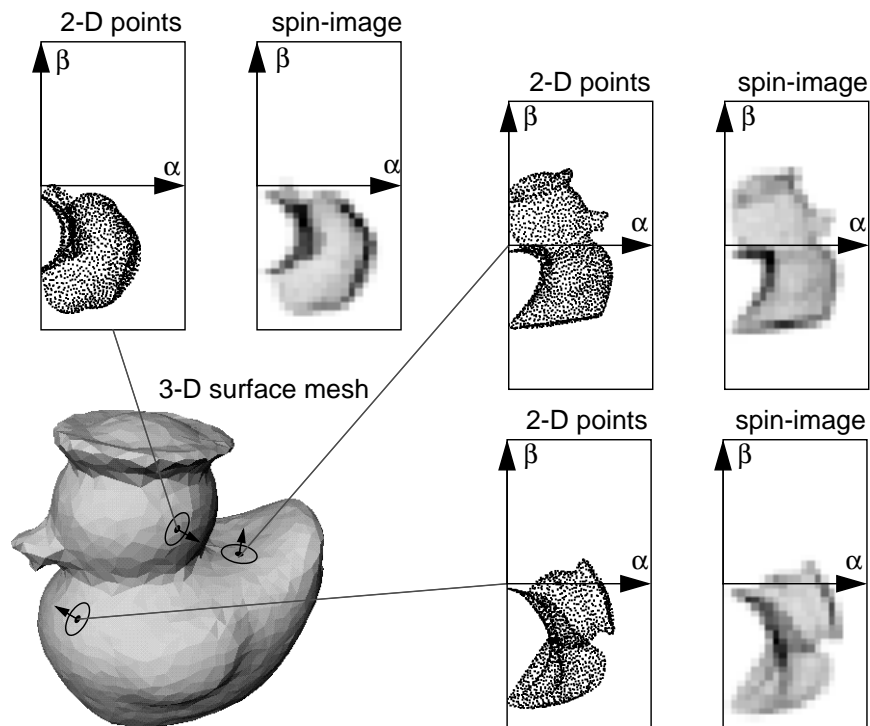 2-D points
spin-image
β
α
β
α
2-D points
spin-image
β
α
β
α
3-D surface mesh
2-D points
spin-image
β
α
β
α